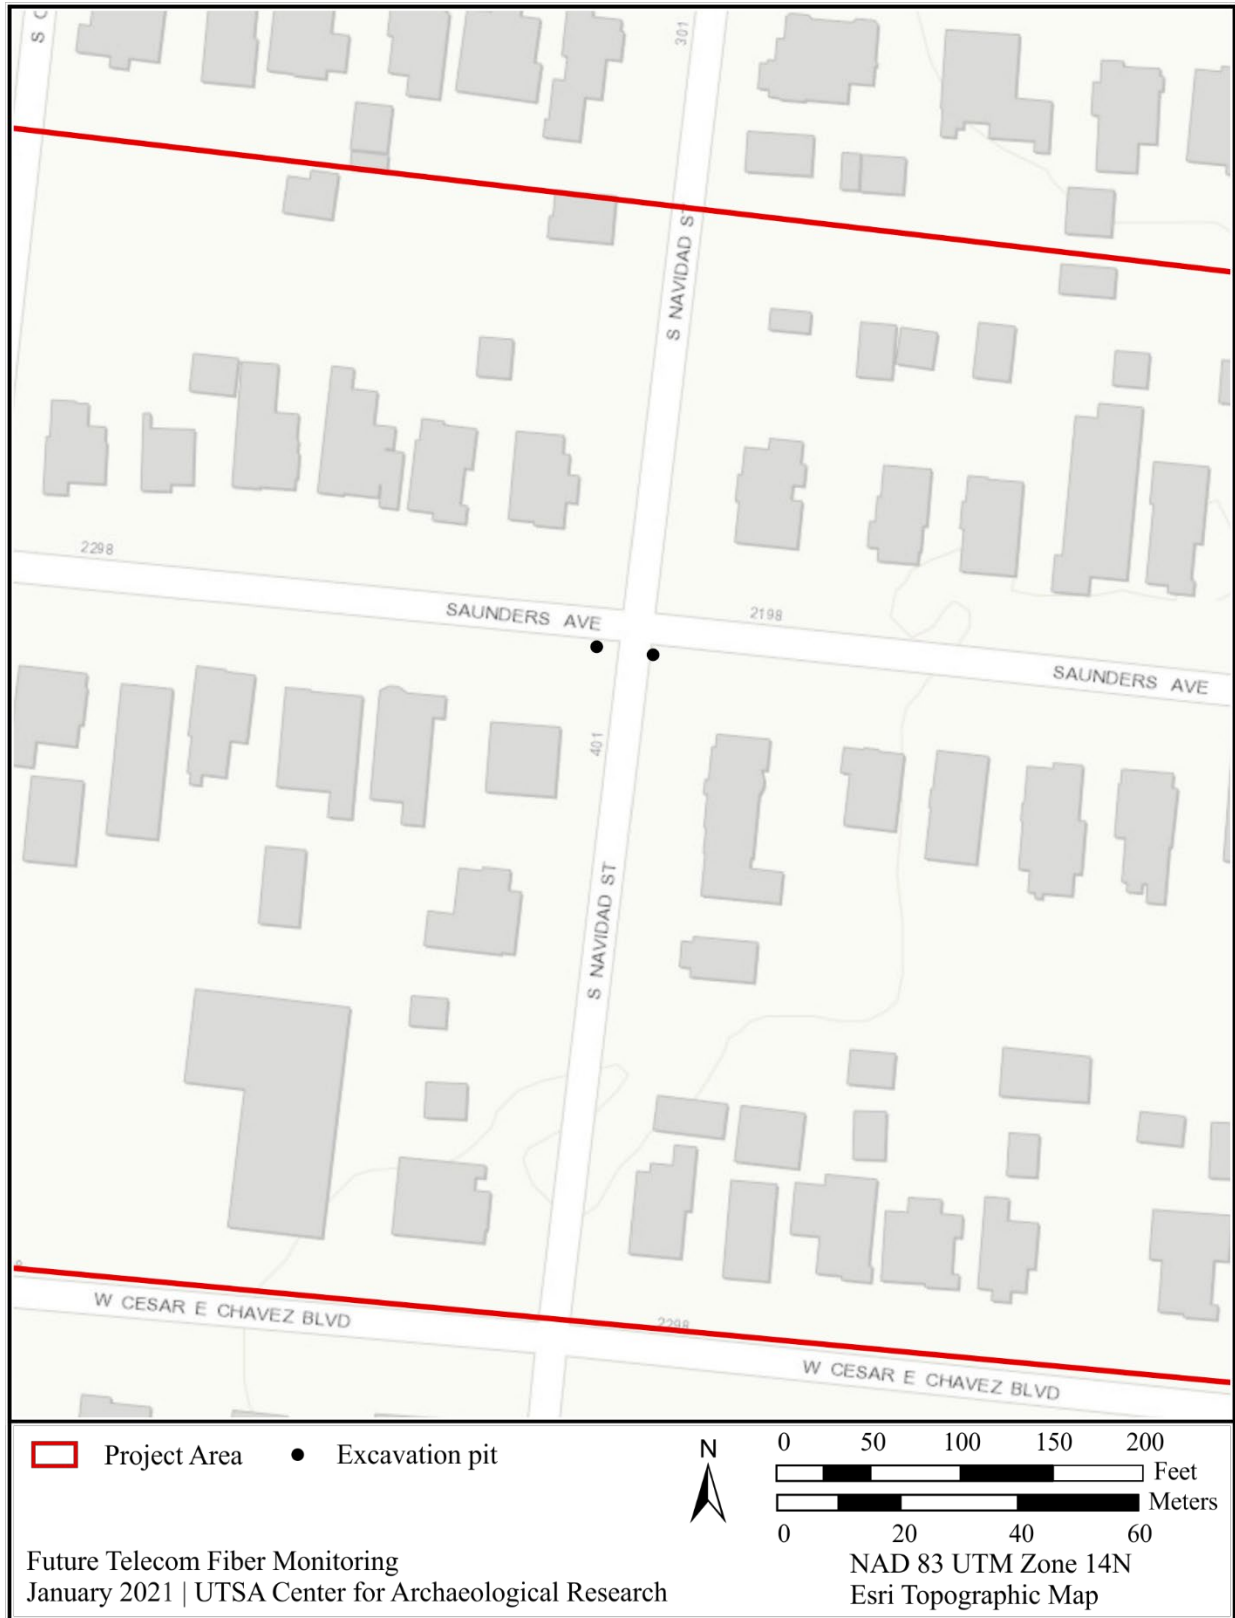 S C
301
S NAVIDAD ST
2298
SAUNDERS AVE
2198
SAUNDERS AVE
401
S NAVIDAD ST
W CESAR E CHAVEZ BLVD
2298
W CESAR E CHAVEZ BLVD
Project Area
Excavation pit
N
0 50 100 150 200
Feet
Meters
0 20 40 60
Future Telecom Fiber Monitoring
January 2021 | UTSA Center for Archaeological Research
NAD 83 UTM Zone 14N
Esri Topographic Map